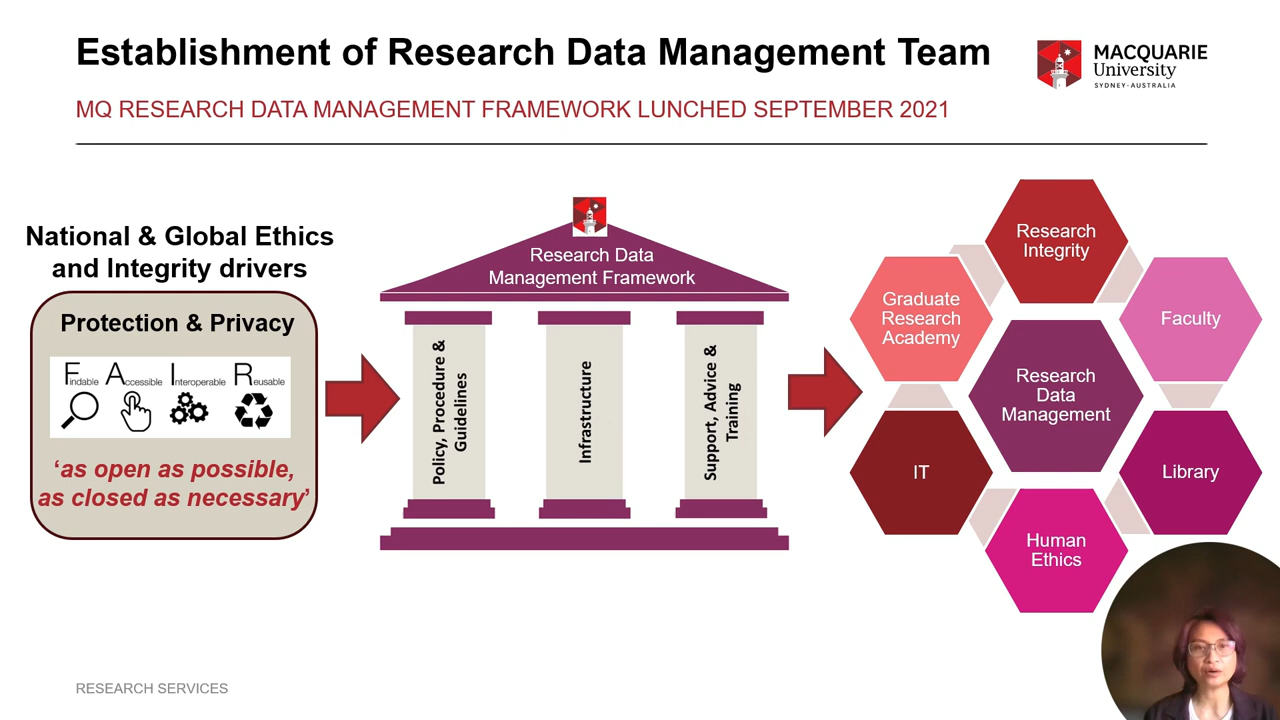 Establishment of Research Data Management Team
MACQUARIE
University
SYDNEY-AUSTRALIA
MQ RESEARCH DATA MANAGEMENT FRAMEWORK LUNCHED SEPTEMBER 2021
National & Global Ethics
and Integrity drivers
Protection & Privacy
Findable Accessible Interoperable Reusable
‘as open as possible,
as closed as necessary’
Research Data
Management Framework
Policy, Procedure &
Guidelines
Infrastructure
Support, Advice &
Training
Research
Integrity
Graduate
Research
Academy
Faculty
Research
Data
Management
IT
Library
Human
Ethics
RESEARCH SERVICES